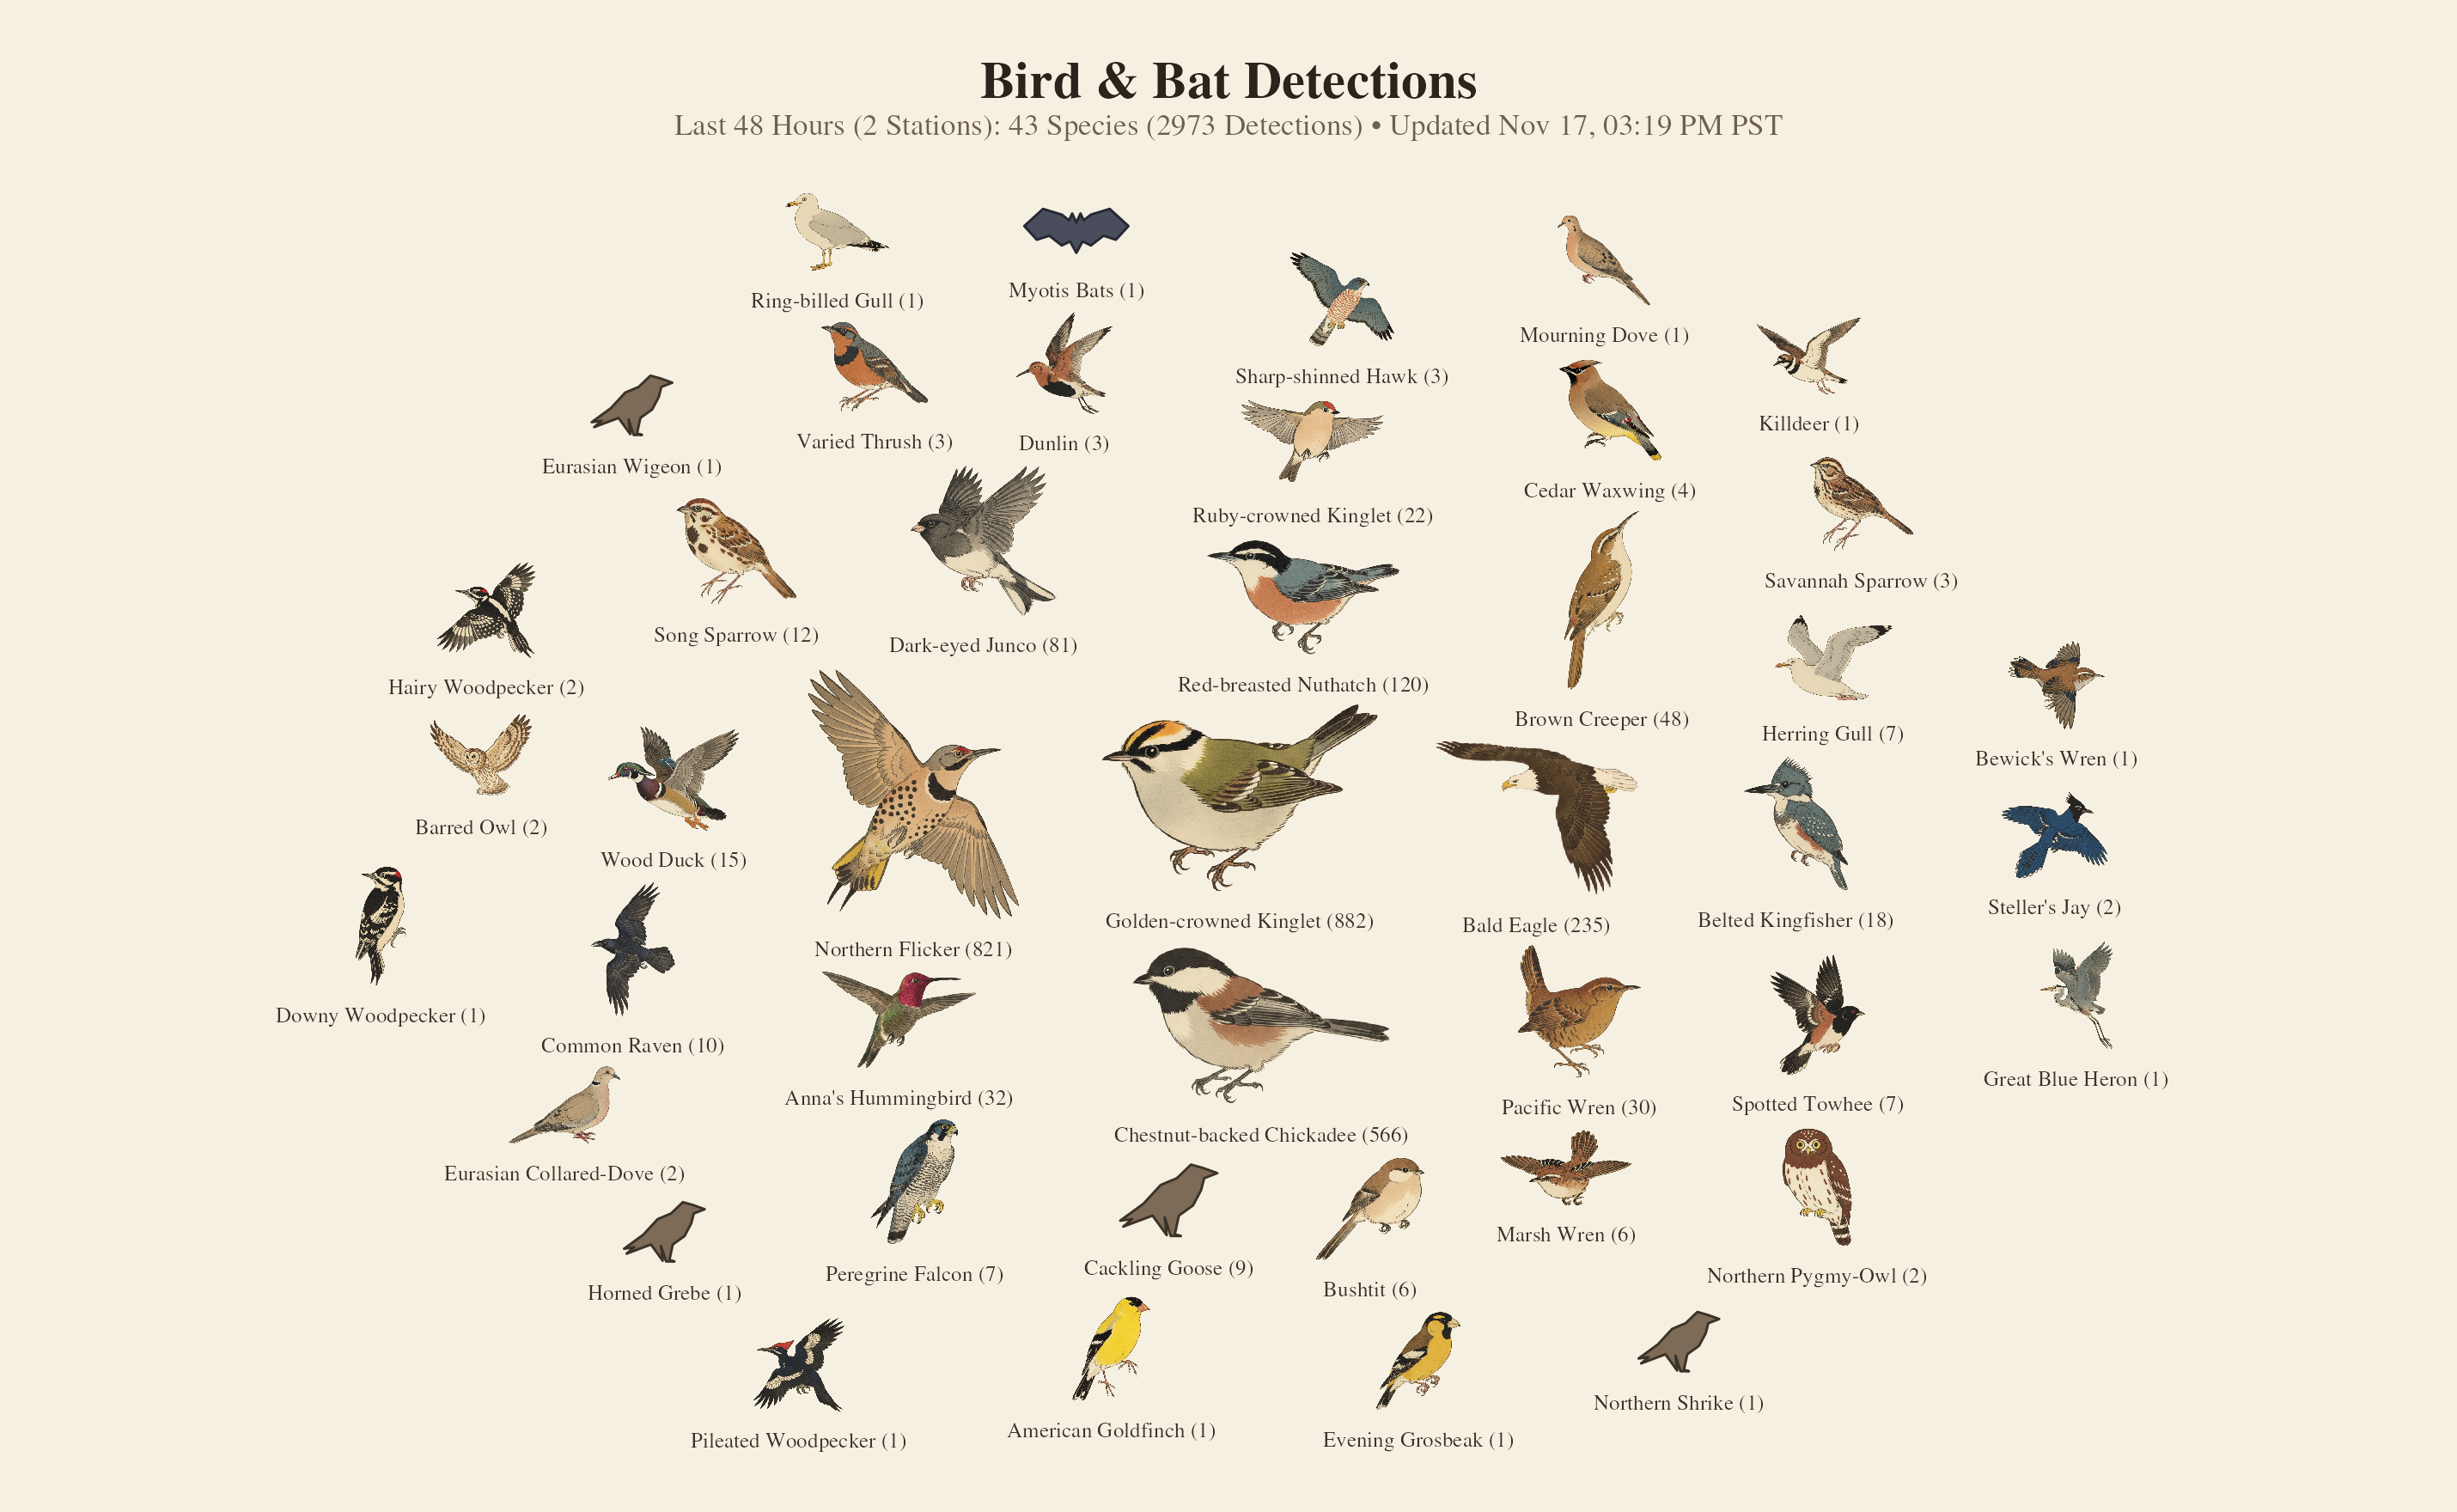 Bird & Bat Detections
Last 48 Hours (2 Stations): 43 Species (2973 Detections) • Updated Nov 17, 03:19 PM PST
Ring-billed Gull (1)
Myotis Bats (1)
Sharp-shinned Hawk (3)
Mourning Dove (1)
Killdeer (1)
Eurasian Wigeon (1)
Varied Thrush (3)
Dunlin (3)
Ruby-crowned Kinglet (22)
Cedar Waxwing (4)
Savannah Sparrow (3)
Hairy Woodpecker (2)
Song Sparrow (12)
Dark-eyed Junco (81)
Red-breasted Nuthatch (120)
Brown Creeper (48)
Herring Gull (7)
Bewick's Wren (1)
Barred Owl (2)
Wood Duck (15)
Northern Flicker (821)
Golden-crowned Kinglet (882)
Bald Eagle (235)
Belted Kingfisher (18)
Steller's Jay (2)
Downy Woodpecker (1)
Common Raven (10)
Anna's Hummingbird (32)
Chestnut-backed Chickadee (566)
Pacific Wren (30)
Spotted Towhee (7)
Great Blue Heron (1)
Eurasian Collared-Dove (2)
Horned Grebe (1)
Peregrine Falcon (7)
Cackling Goose (9)
Bushtit (6)
Marsh Wren (6)
Northern Pygmy-Owl (2)
Pileated Woodpecker (1)
American Goldfinch (1)
Evening Grosbeak (1)
Northern Shrike (1)